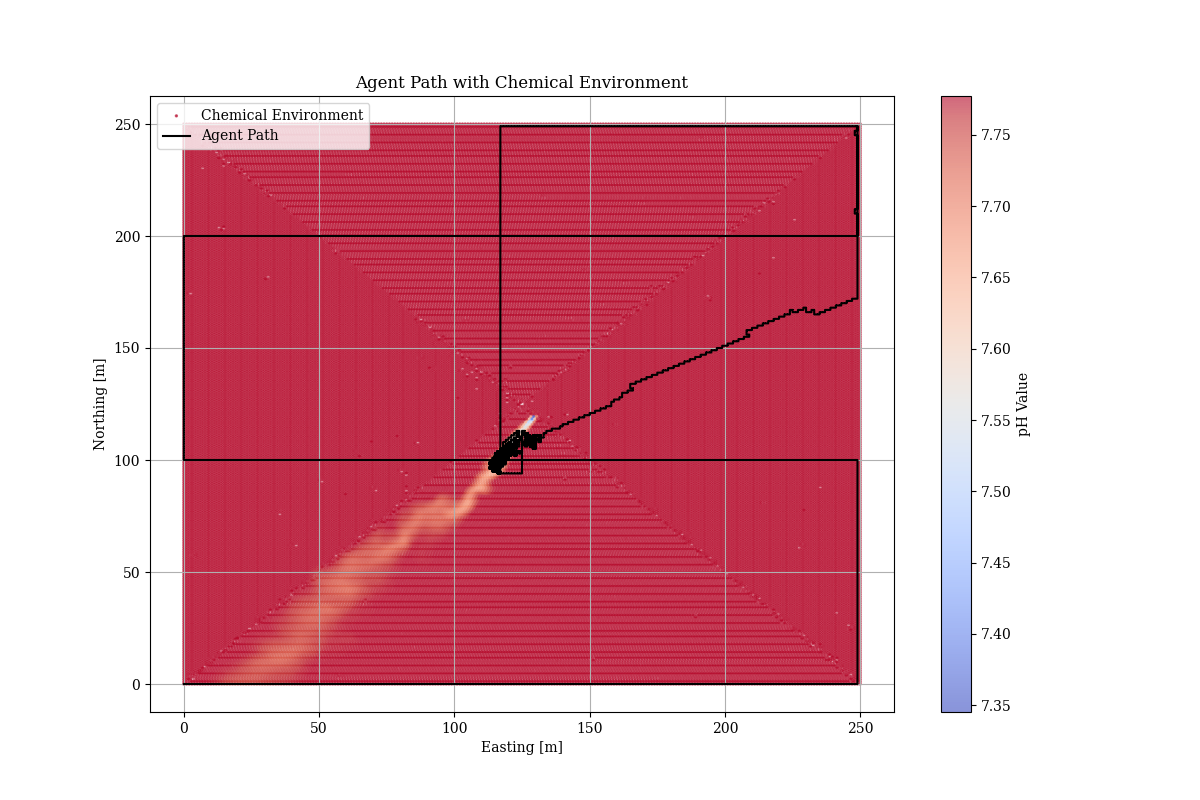 Agent Path with Chemical Environment
Chemical Environment
Agent Path
250
200
150
100
50
0
Northing [m]
0 50 100 150 200 250
Easting [m]
7.75
7.70
7.65
7.60
7.55
7.50
7.45
7.40
7.35
pH Value